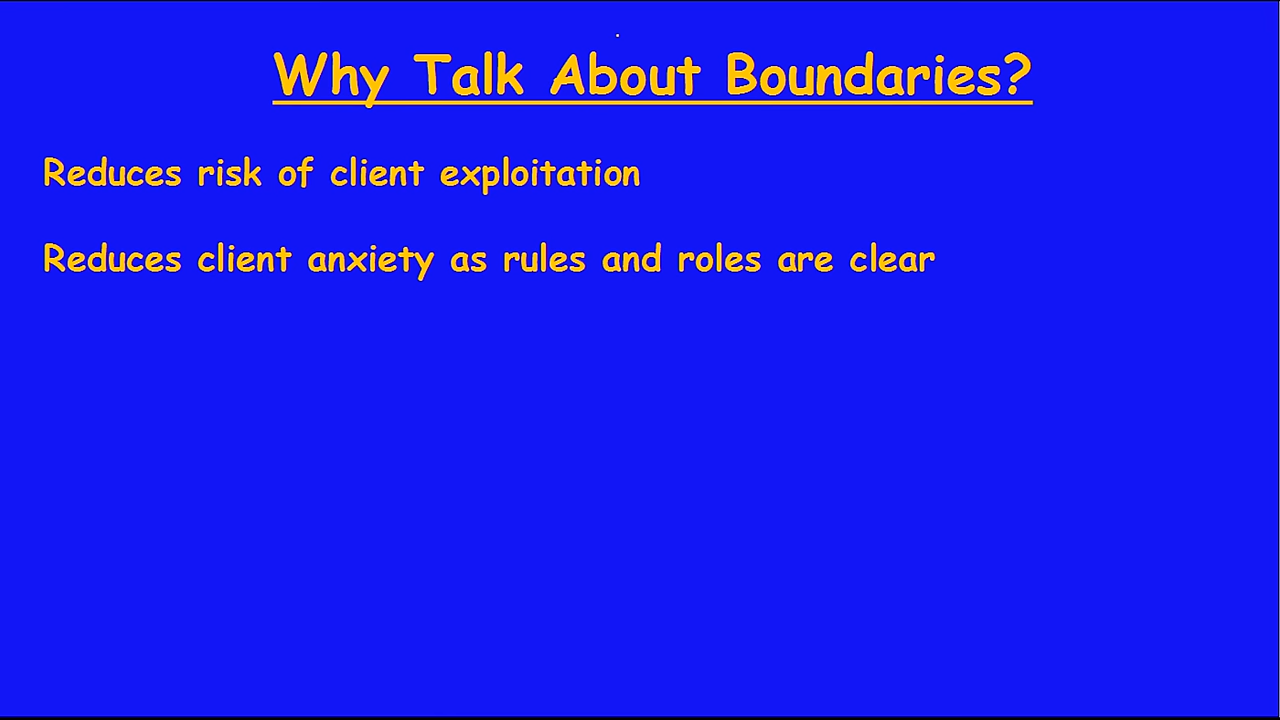 Why Talk About Boundaries?
Reduces risk of client exploitation
Reduces client anxiety as rules and roles are clear